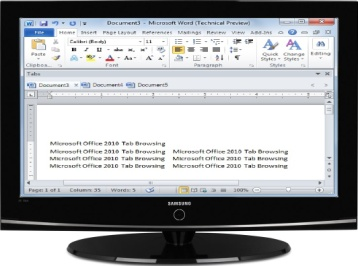 Document3 - Microsoft Word (Technical Preview)
File Home Insert Page Layout References Mailings Review View Add-Ins
Calibri (Body) 11
Paste
Quick Styles Change Styles Editing
Clipboa... Font Paragraph Styles
Tabs
Document3 Document4 Document5
Microsoft Office 2010 Tab Browsing
Microsoft Office 2010 Tab Browsing Microsoft Office 2010 Tab Browsing
Microsoft Office 2010 Tab Browsing Microsoft Office 2010 Tab Browsing
Microsoft Office 2010 Tab Browsing Microsoft Office 2010 Tab Browsing
Page 1 of 1 Column: 35 Words: 5 100%
SAMSUNG